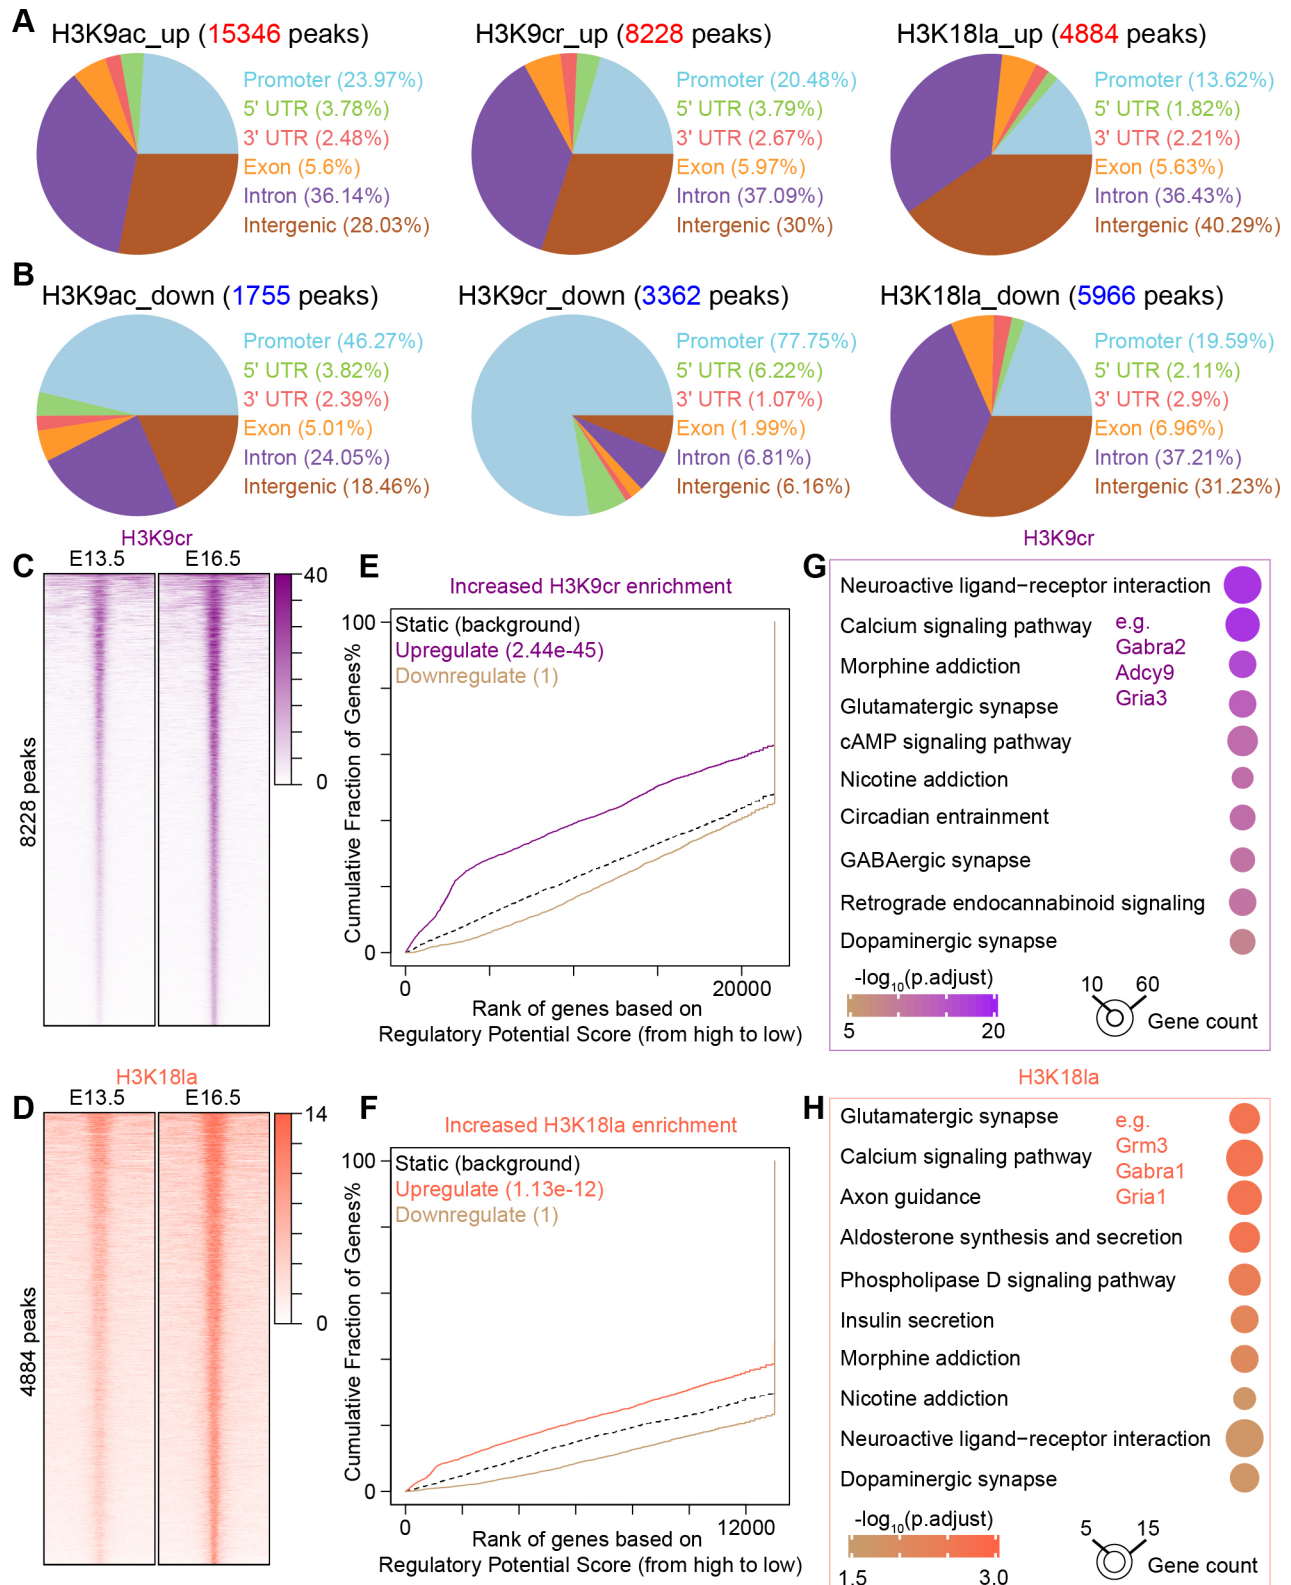 A
H3K9ac_up (15346 peaks)
Promoter (23.97%)
5' UTR (3.78%)
3' UTR (2.48%)
Exon (5.6%)
Intron (36.14%)
Intergenic (28.03%)
H3K9cr_up (8228 peaks)
Promoter (20.48%)
5' UTR (3.79%)
3' UTR (2.67%)
Exon (5.97%)
Intron (37.09%)
Intergenic (30%)
H3K18la_up (4884 peaks)
Promoter (13.62%)
5' UTR (1.82%)
3' UTR (2.21%)
Exon (5.63%)
Intron (36.43%)
Intergenic (40.29%)
B
H3K9ac_down (1755 peaks)
Promoter (46.27%)
5' UTR (3.82%)
3' UTR (2.39%)
Exon (5.01%)
Intron (24.05%)
Intergenic (18.46%)
H3K9cr_down (3362 peaks)
Promoter (77.75%)
5' UTR (6.22%)
3' UTR (1.07%)
Exon (1.99%)
Intron (6.81%)
Intergenic (6.16%)
H3K18la_down (5966 peaks)
Promoter (19.59%)
5' UTR (2.11%)
3' UTR (2.9%)
Exon (6.96%)
Intron (37.21%)
Intergenic (31.23%)
C
H3K9cr
E13.5 E16.5
8228 peaks
40
0
E
Increased H3K9cr enrichment
Static (background)
Upregulate (2.44e-45)
Downregulate (1)
Cumulative Fraction of Genes%
100
0
0 20000
Rank of genes based on
Regulatory Potential Score (from high to low)
G
H3K9cr
Neuroactive ligand−receptor interaction
Calcium signaling pathway
Morphine addiction
Glutamatergic synapse
cAMP signaling pathway
Nicotine addiction
Circadian entrainment
GABAergic synapse
Retrograde endocannabinoid signaling
Dopaminergic synapse
e.g.
Gabra2
Adcy9
Gria3
-log10(p.adjust)
5 20
10 60
Gene count
D
H3K18la
E13.5 E16.5
4884 peaks
14
0
F
Increased H3K18la enrichment
Static (background)
Upregulate (1.13e-12)
Downregulate (1)
Cumulative Fraction of Genes%
100
0
0 12000
Rank of genes based on
Regulatory Potential Score (from high to low)
H
H3K18la
Glutamatergic synapse
Calcium signaling pathway
Axon guidance
Aldosterone synthesis and secretion
Phospholipase D signaling pathway
Insulin secretion
Morphine addiction
Nicotine addiction
Neuroactive ligand−receptor interaction
Dopaminergic synapse
e.g.
Grm3
Gabra1
Gria1
-log10(p.adjust)
1.5 3.0
5 15
Gene count